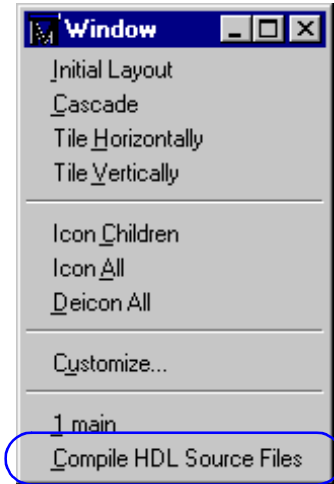 Window
Initial Layout
Cascade
Tile Horizontally
Tile Vertically
Icon Children
Icon All
Deicon All
Customize...
1 main
Compile HDL Source Files